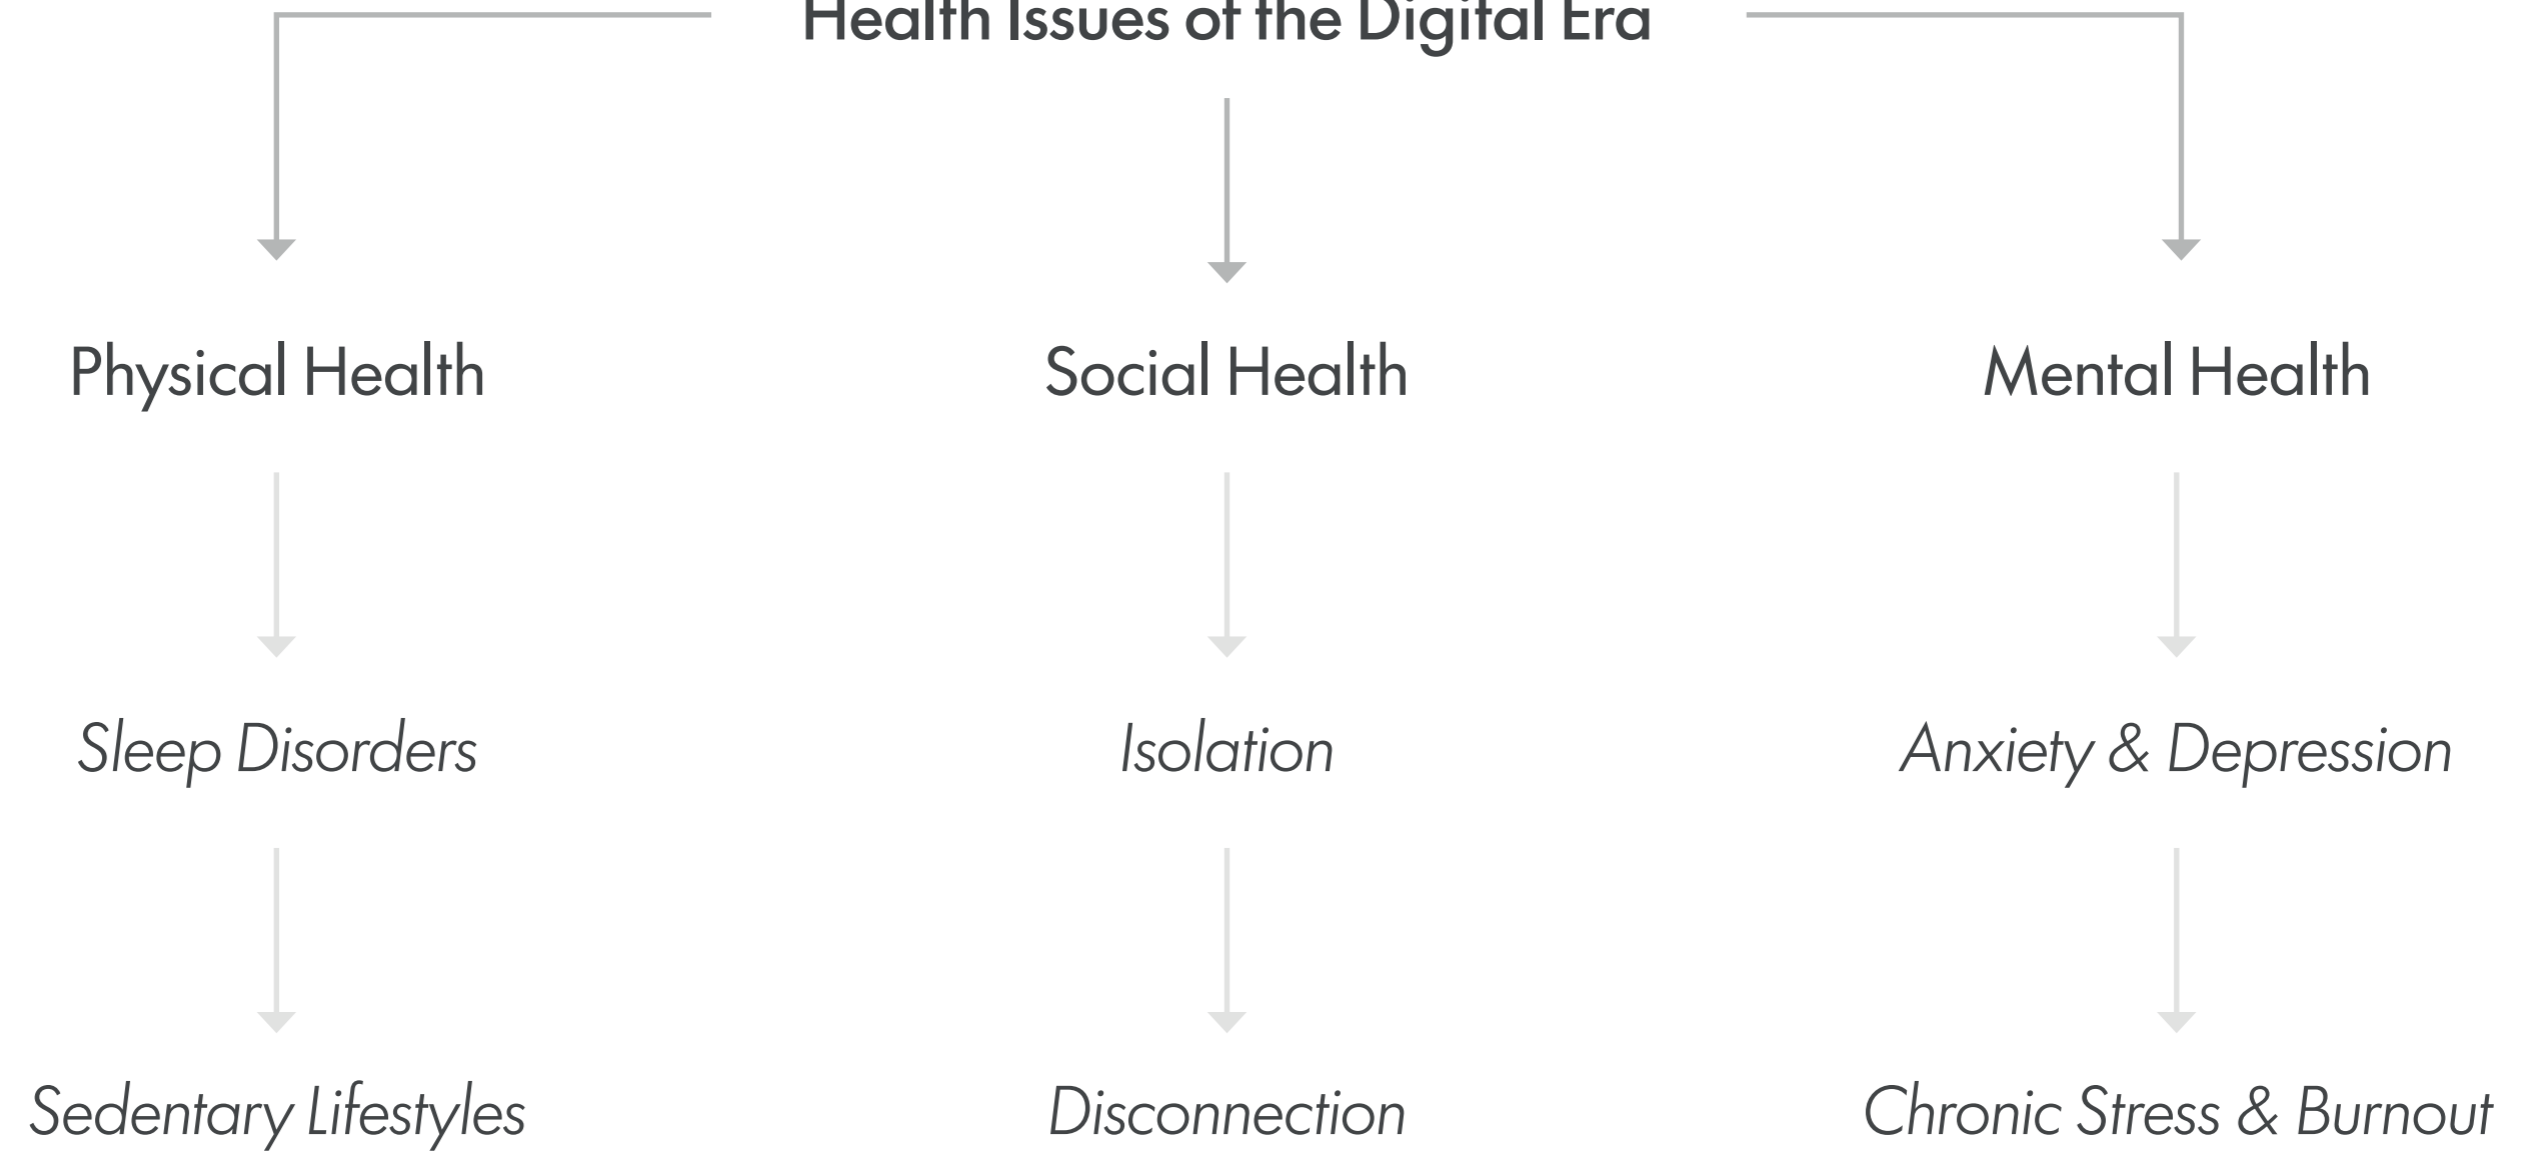 Health Issues of the Digital Era
Physical Health
Social Health
Mental Health
Sleep Disorders
Isolation
Anxiety & Depression
Sedentary Lifestyles
Disconnection
Chronic Stress & Burnout